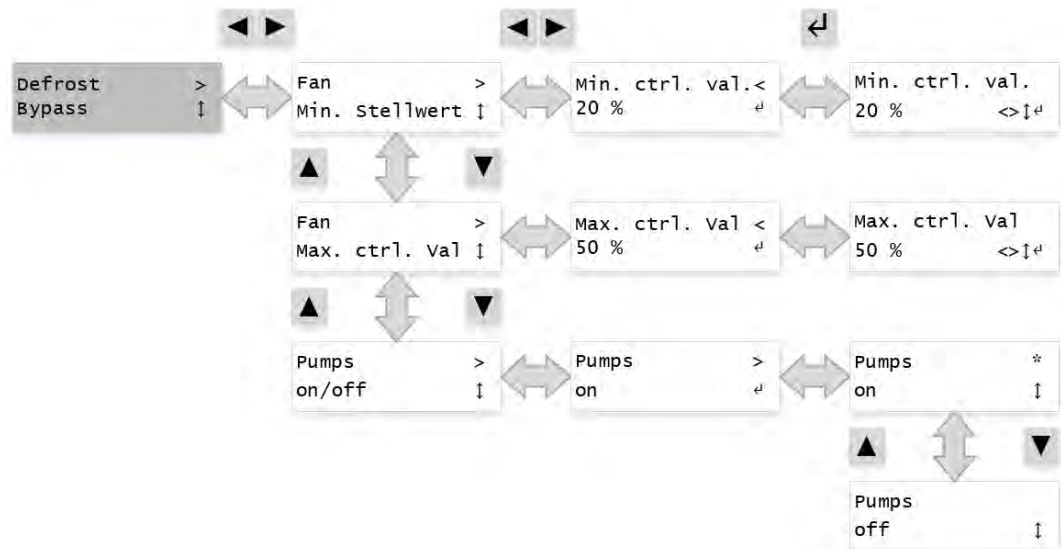 ◀ ▶ ◀ ▶ ↵
Defrost >
Bypass ↕
Fan >
Min. Stellwert ↕
Min. ctrl. val.<
20 % ↵
Min. ctrl. val.
20 % <>↕↵
▲ ▼
Fan >
Max. ctrl. Val ↕
Max. ctrl. Val <
50 % ↵
Max. ctrl. Val
50 % <>↕↵
▲ ▼
Pumps >
on/off ↕
Pumps >
on ↵
Pumps *
on ↕
▲ ▼
Pumps
off ↕